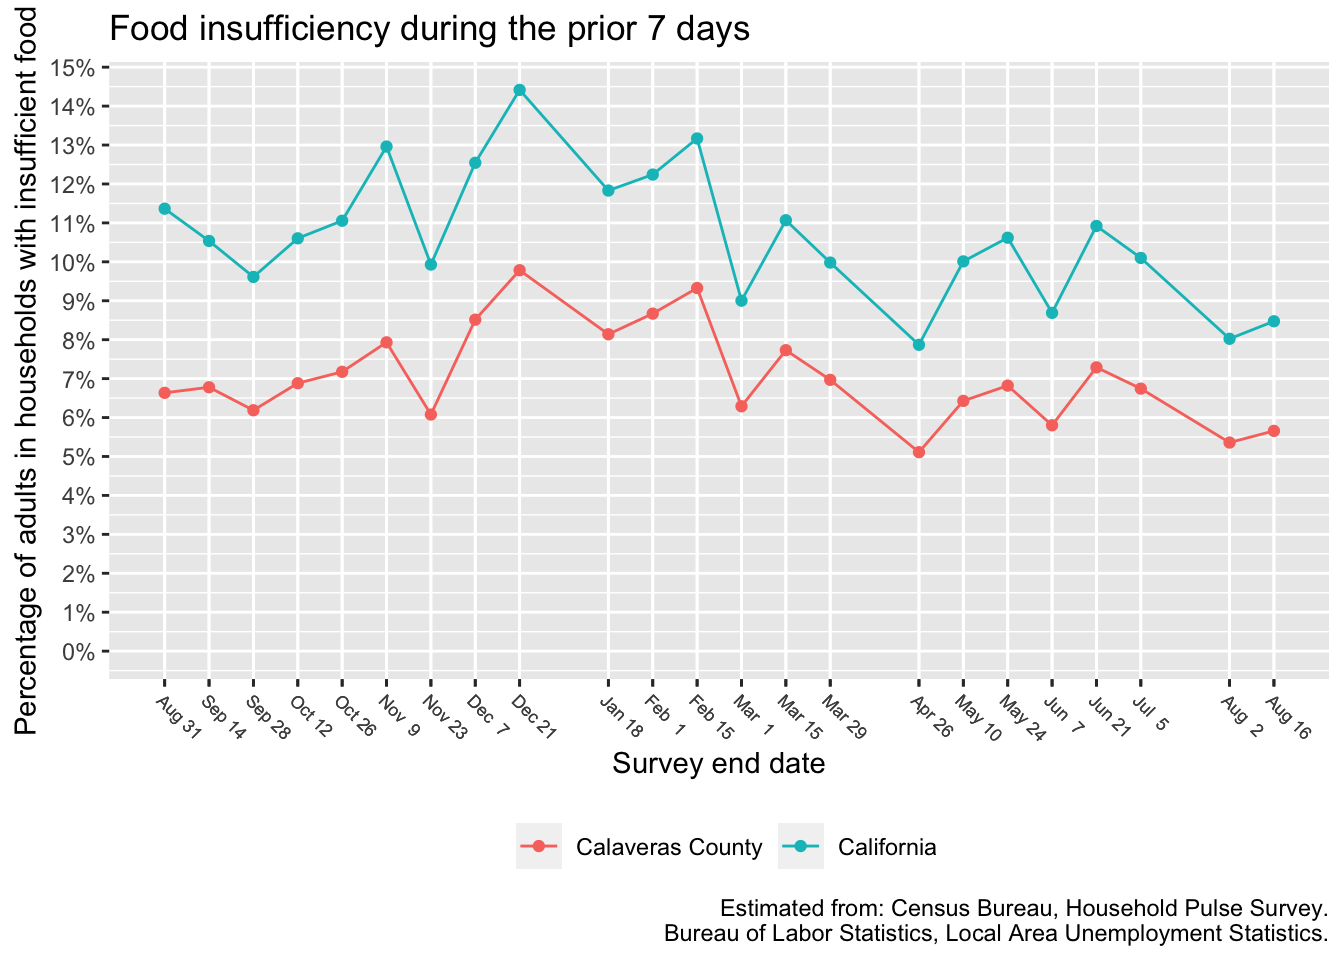 Food insufficiency during the prior 7 days
Percentage of adults in households with insufficient food
15%
14%
13%
12%
11%
10%
9%
8%
7%
6%
5%
4%
3%
2%
1%
0%
Aug 31
Sep 14
Sep 28
Oct 12
Oct 26
Nov 9
Nov 23
Dec 7
Dec 21
Jan 18
Feb 1
Feb 15
Mar 1
Mar 15
Mar 29
Apr 26
May 10
May 24
Jun 7
Jun 21
Jul 5
Aug 2
Aug 16
Survey end date
Calaveras County
California
Estimated from: Census Bureau, Household Pulse Survey.
Bureau of Labor Statistics, Local Area Unemployment Statistics.